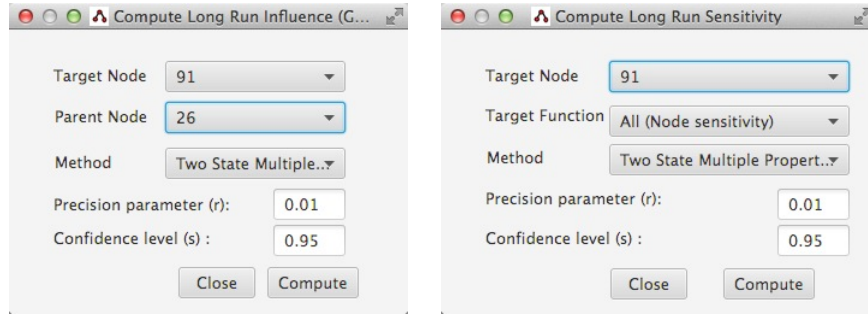 Compute Long Run Influence (G...
Target Node 91
Parent Node 26
Method Two State Multiple...
Precision parameter (r): 0.01
Confidence level (s) : 0.95
Close Compute
Compute Long Run Sensitivity
Target Node 91
Target Function All (Node sensitivity)
Method Two State Multiple Propert...
Precision parameter (r): 0.01
Confidence level (s) : 0.95
Close Compute